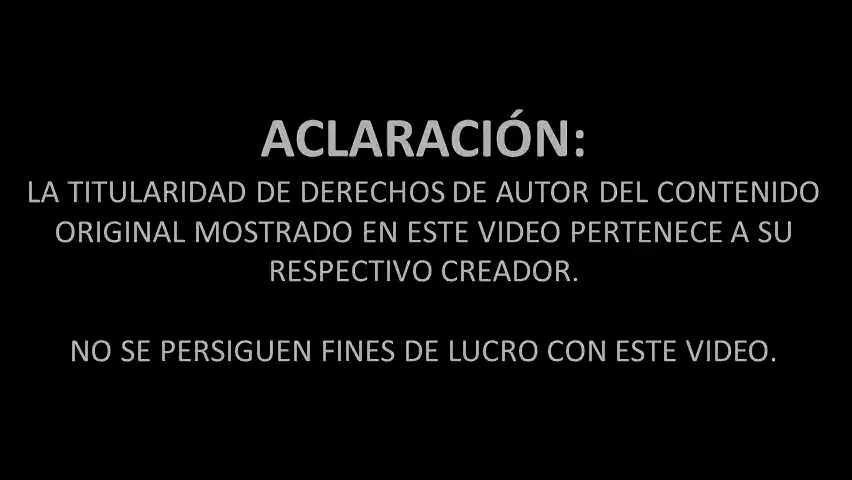 ACLARACIÓN:
LA TITULARIDAD DE DERECHOS DE AUTOR DEL CONTENIDO
ORIGINAL MOSTRADO EN ESTE VIDEO PERTENECE A SU
RESPECTIVO CREADOR.
NO SE PERSIGUEN FINES DE LUCRO CON ESTE VIDEO.